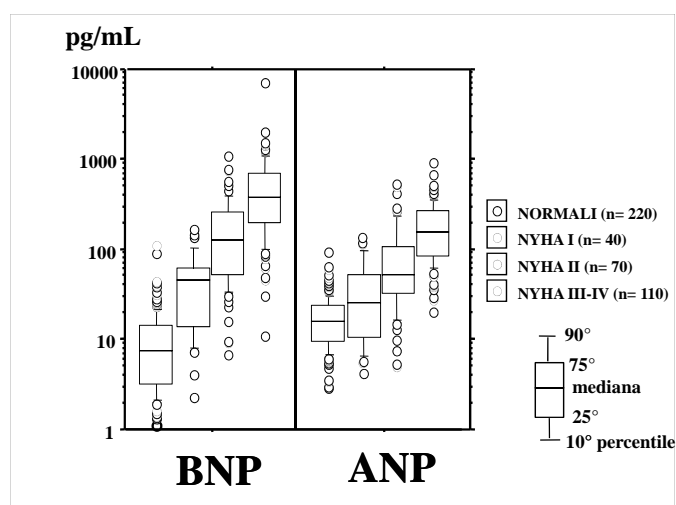 pg/mL
10000
1000
100
10
1
BNP
ANP
NORMALI (n= 220)
NYHA I (n= 40)
NYHA II (n= 70)
NYHA III-IV (n= 110)
90°
75°
mediana
25°
10° percentile